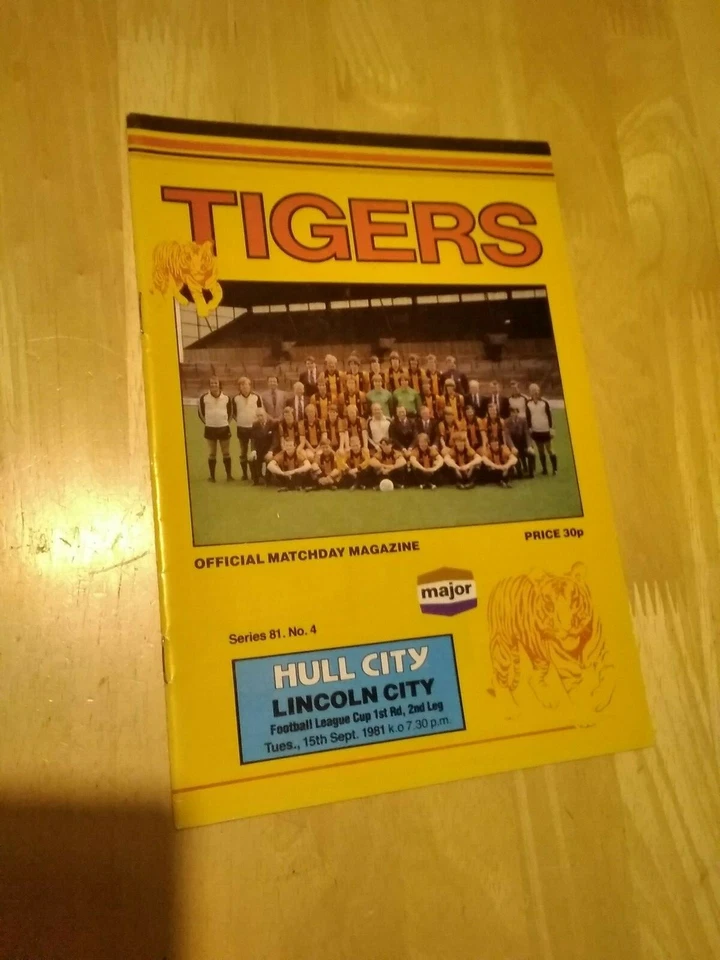 TIGERS
OFFICIAL MATCHDAY MAGAZINE
PRICE 30p
major
Series 81. No. 4
HULL CITY
LINCOLN CITY
Football League Cup 1st Rd, 2nd Leg
Tues., 15th Sept. 1981 k.o 7.30 p.m.